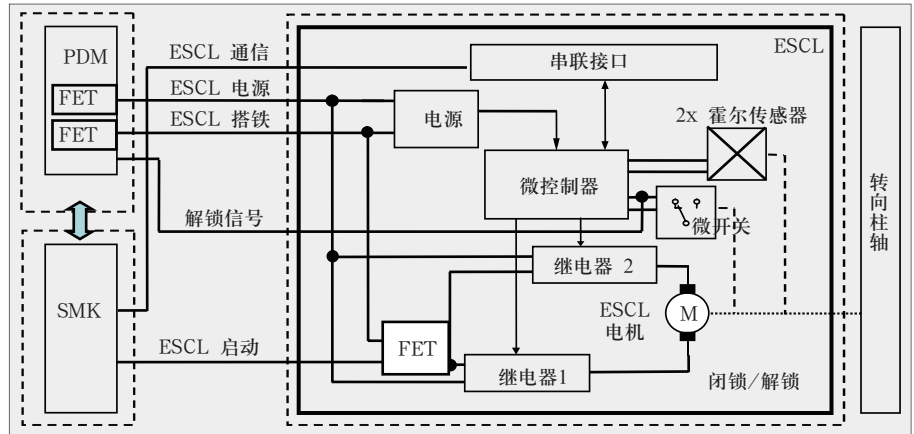 PDM
FET
FET
ESCL 通信
ESCL 电源
ESCL 搭铁
解锁信号
SMK
ESCL 启动
ESCL
串联接口
电源
2x 霍尔传感器
微控制器
微开关
继电器 2
ESCL
电机
M
FET
继电器1
闭锁/解锁
转向柱轴